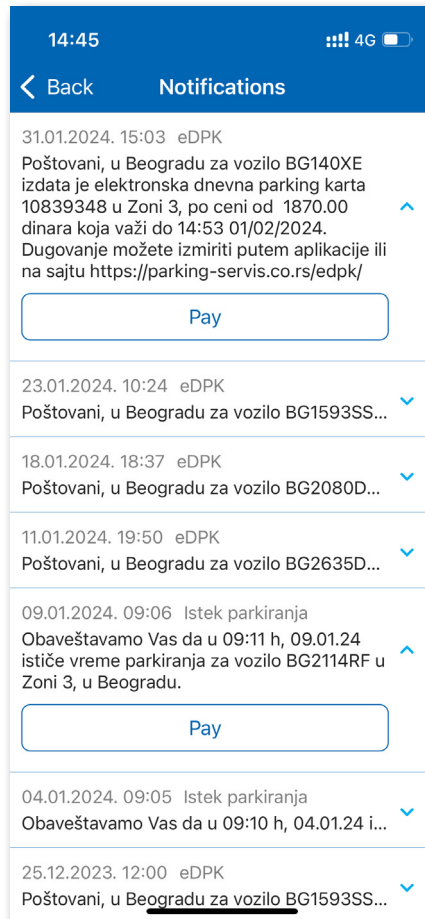 14:45
4G
Back
Notifications
31.01.2024. 15:03 eDPK
Poštovani, u Beogradu za vozilo BG140XE
izdata je elektronska dnevna parking karta
10839348 u Zoni 3, po ceni od 1870.00
dinara koja važi do 14:53 01/02/2024.
Dugovanje možete izmiriti putem aplikacije ili
na sajtu https://parking-servis.co.rs/edpk/
Pay
23.01.2024. 10:24 eDPK
Poštovani, u Beogradu za vozilo BG1593SS...
18.01.2024. 18:37 eDPK
Poštovani, u Beogradu za vozilo BG2080D...
11.01.2024. 19:50 eDPK
Poštovani, u Beogradu za vozilo BG2635D...
09.01.2024. 09:06 Istek parkiranja
Obaveštavamo Vas da u 09:11 h, 09.01.24
ističe vreme parkiranja za vozilo BG2114RF u
Zoni 3, u Beogradu.
Pay
04.01.2024. 09:05 Istek parkiranja
Obaveštavamo Vas da u 09:10 h, 04.01.24 i...
25.12.2023. 12:00 eDPK
Poštovani, u Beogradu za vozilo BG1593SS...